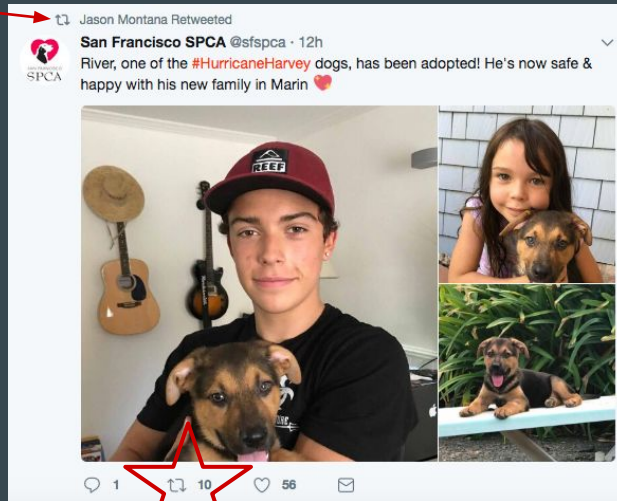 Jason Montana Retweeted
San Francisco SPCA @sfspca · 12h
River, one of the #HurricaneHarvey dogs, has been adopted! He's now safe &
happy with his new family in Marin 💖
SPCA
REEF
1 10 56